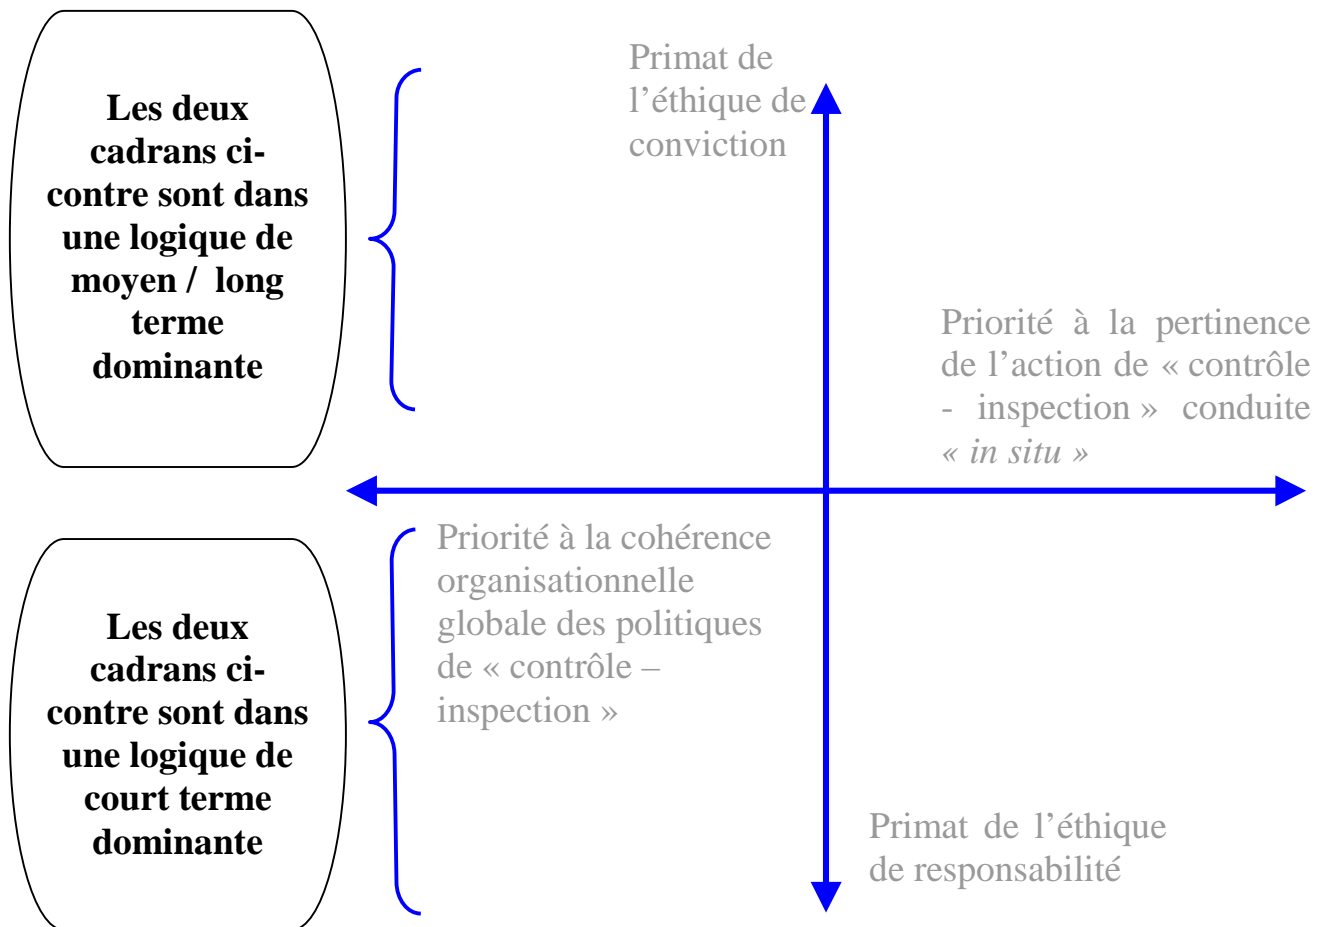 Les deux
cadrans ci-
contre sont dans
une logique de
moyen / long
terme
dominante
Primat de
l’éthique de
conviction
Priorité à la pertinence
de l’action de « contrôle
- inspection » conduite
« in situ »
Priorité à la cohérence
organisationnelle
globale des politiques
de « contrôle –
inspection »
Les deux
cadrans ci-
contre sont dans
une logique de
court terme
dominante
Primat de l’éthique
de responsabilité